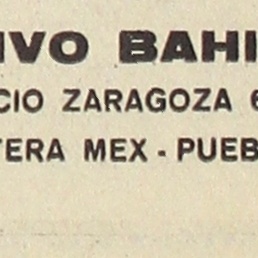 IVO BAHI
CIO ZARAGOZA 6
TERA MEX - PUEB